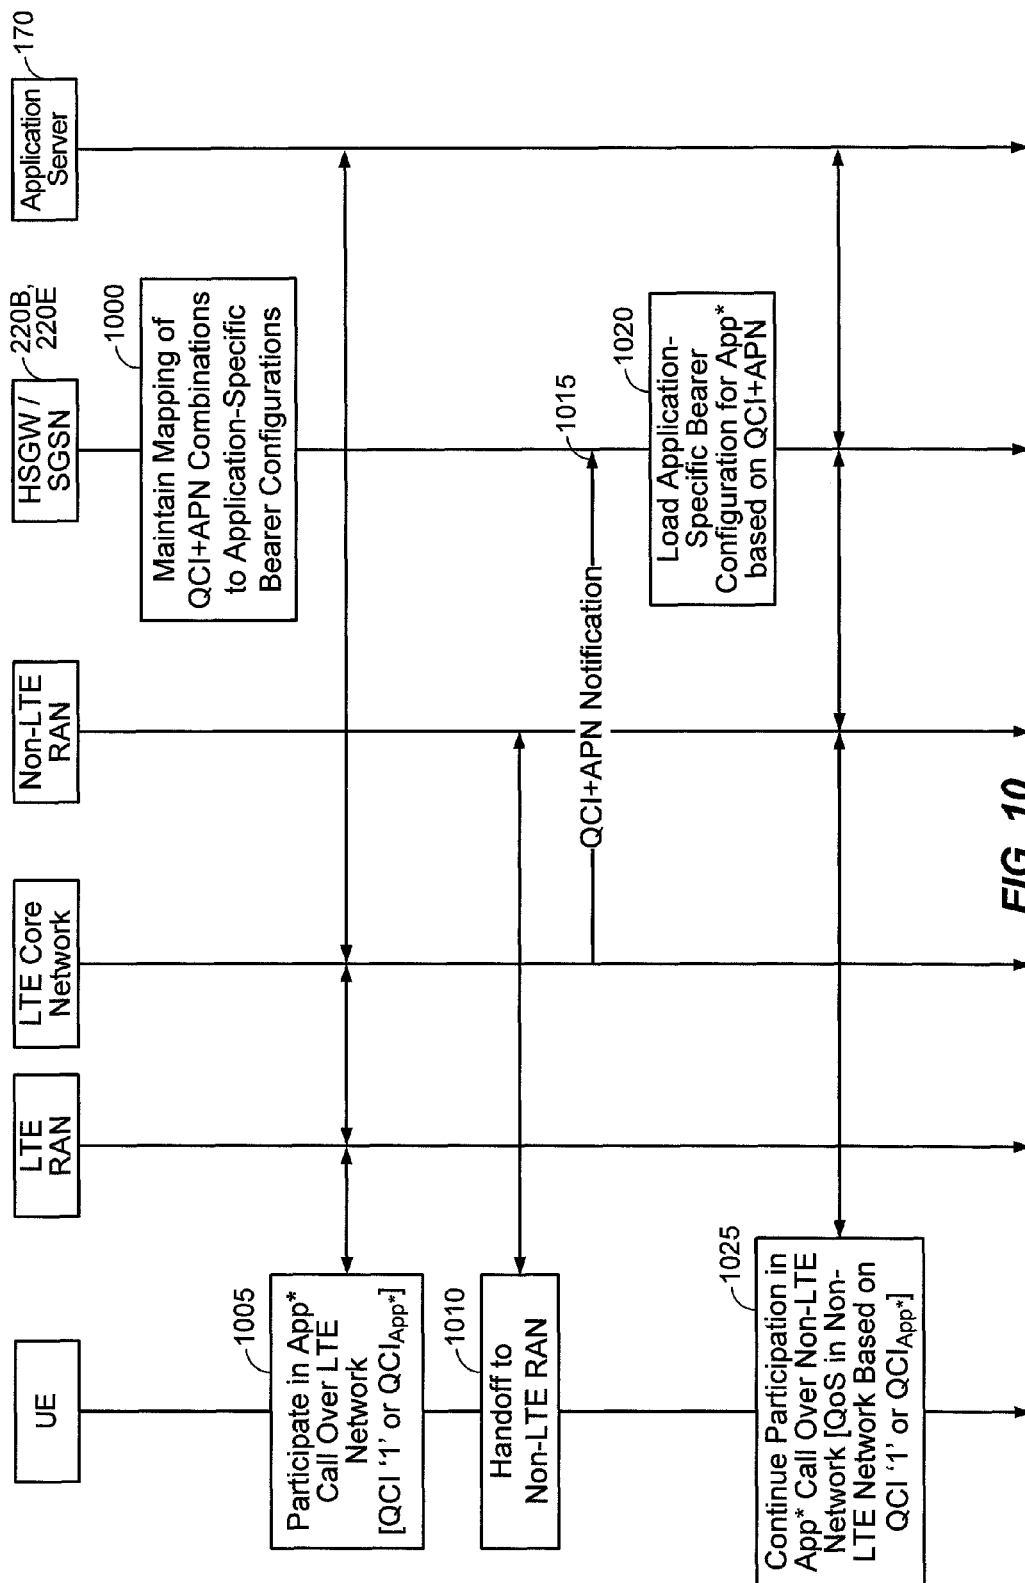 UE
LTE
RAN
LTE Core
Network
Non-LTE
RAN
HSGW /
SGSN
220B,
220E
Application
Server
170
Maintain Mapping of
QCI+APN Combinations
to Application-Specific
Bearer Configurations
1000
Participate in App*
Call Over LTE
Network
[QCI '1' or QCIApp*]
1005
Handoff to
Non-LTE RAN
1010
QCI+APN Notification
1015
Load Application-
Specific Bearer
Configuration for App*
based on QCI+APN
1020
Continue Participation in
App* Call Over Non-LTE
Network [QoS in Non-
LTE Network Based on
QCI '1' or QCIApp*]
1025
FIG. 10